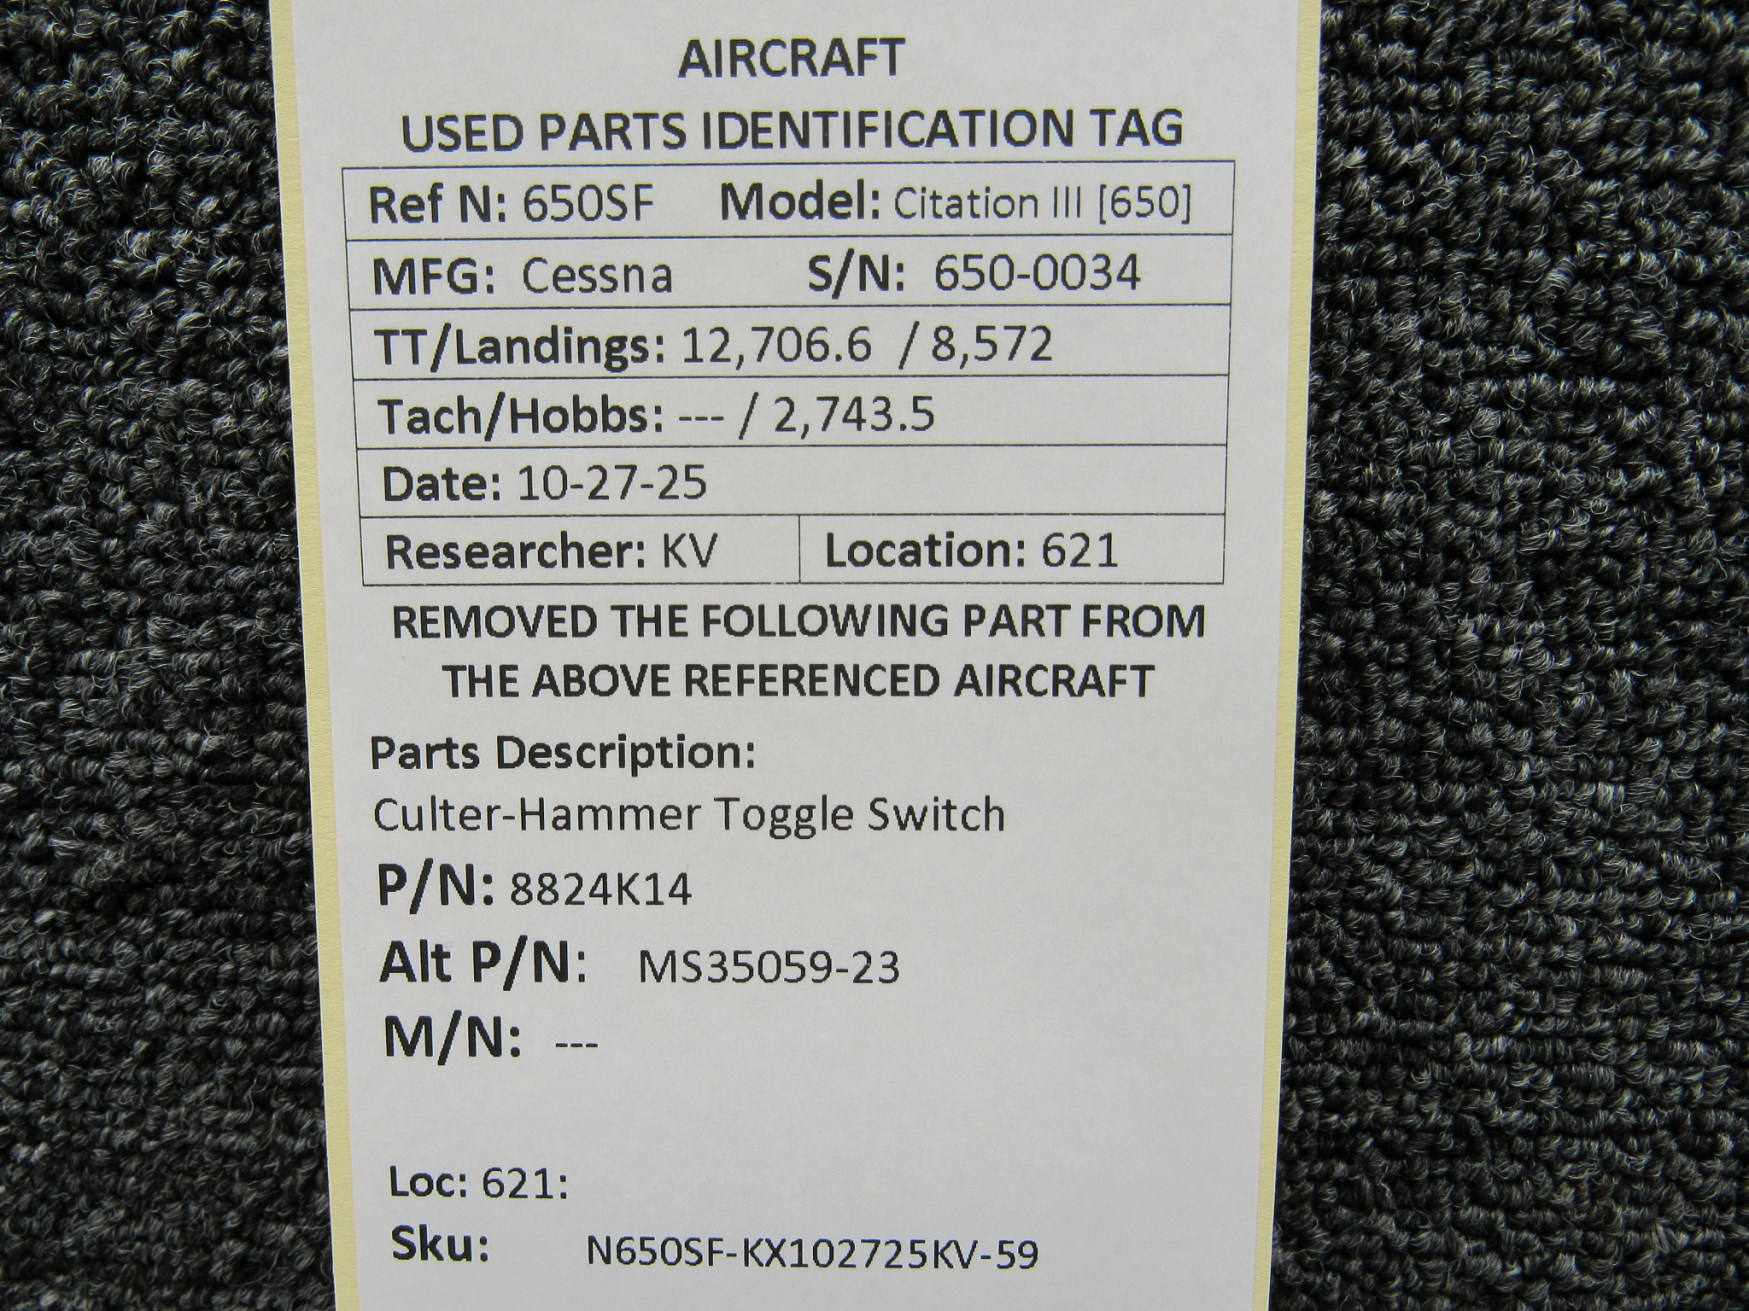 AIRCRAFT
USED PARTS IDENTIFICATION TAG
Ref N: 650SF Model: Citation III [650]
MFG: Cessna S/N: 650-0034
TT/Landings: 12,706.6 / 8,572
Tach/Hobbs: --- / 2,743.5
Date: 10-27-25
Researcher: KV Location: 621
REMOVED THE FOLLOWING PART FROM
THE ABOVE REFERENCED AIRCRAFT
Parts Description:
Culter-Hammer Toggle Switch
P/N: 8824K14
Alt P/N: MS35059-23
M/N: ---
Loc: 621:
Sku: N650SF-KX102725KV-59